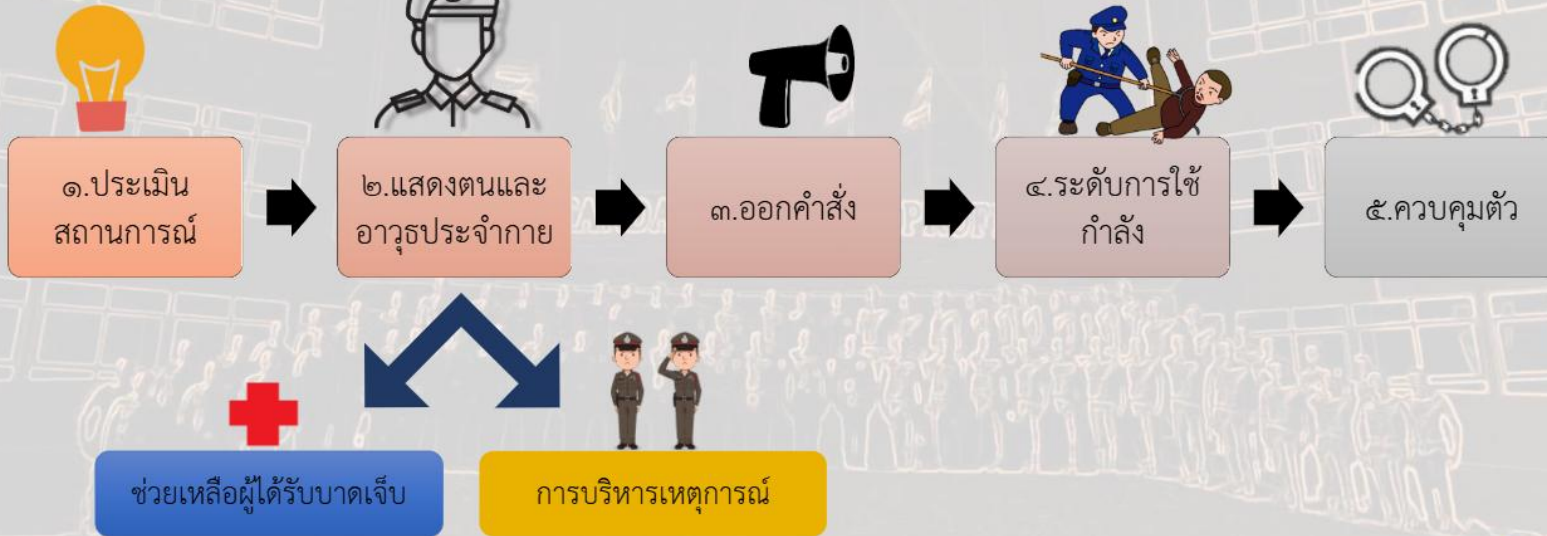 ๑.ประเมิน
สถานการณ์
๒.แสดงตนและ
อาวุธประจำกาย
๓.ออกคำสั่ง
๔.ระดับการใช้
กำลัง
๕.ควบคุมตัว
ช่วยเหลือผู้ได้รับบาดเจ็บ
การบริหารเหตุการณ์